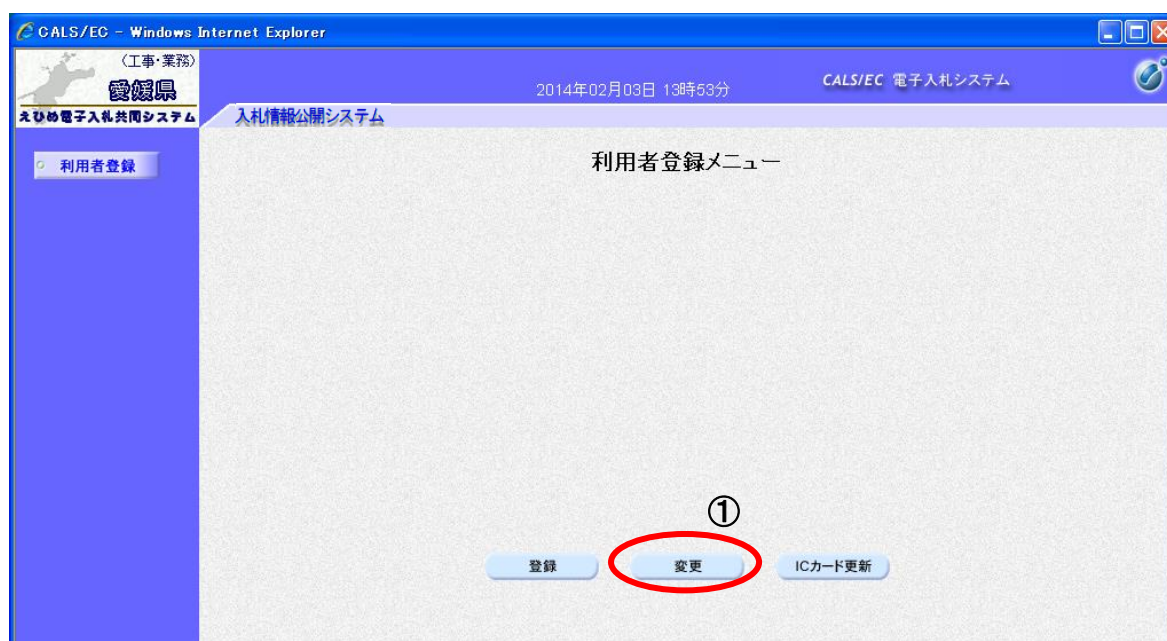 CALS/EC - Windows Internet Explorer
（工事・業務）
愛媛県
えひめ電子入札共同システム
2014年02月03日 13時53分
CALS/EC 電子入札システム
入札情報公開システム
利用者登録
利用者登録メニュー
①
登録
変更
ICカード更新